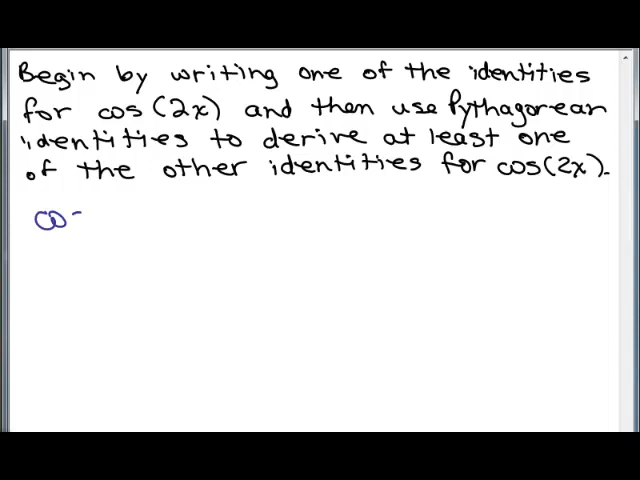 Begin by writing one of the identities
for cos(2x) and then use Pythagorean
identities to derive at least one
of the other identities for cos(2x).
co